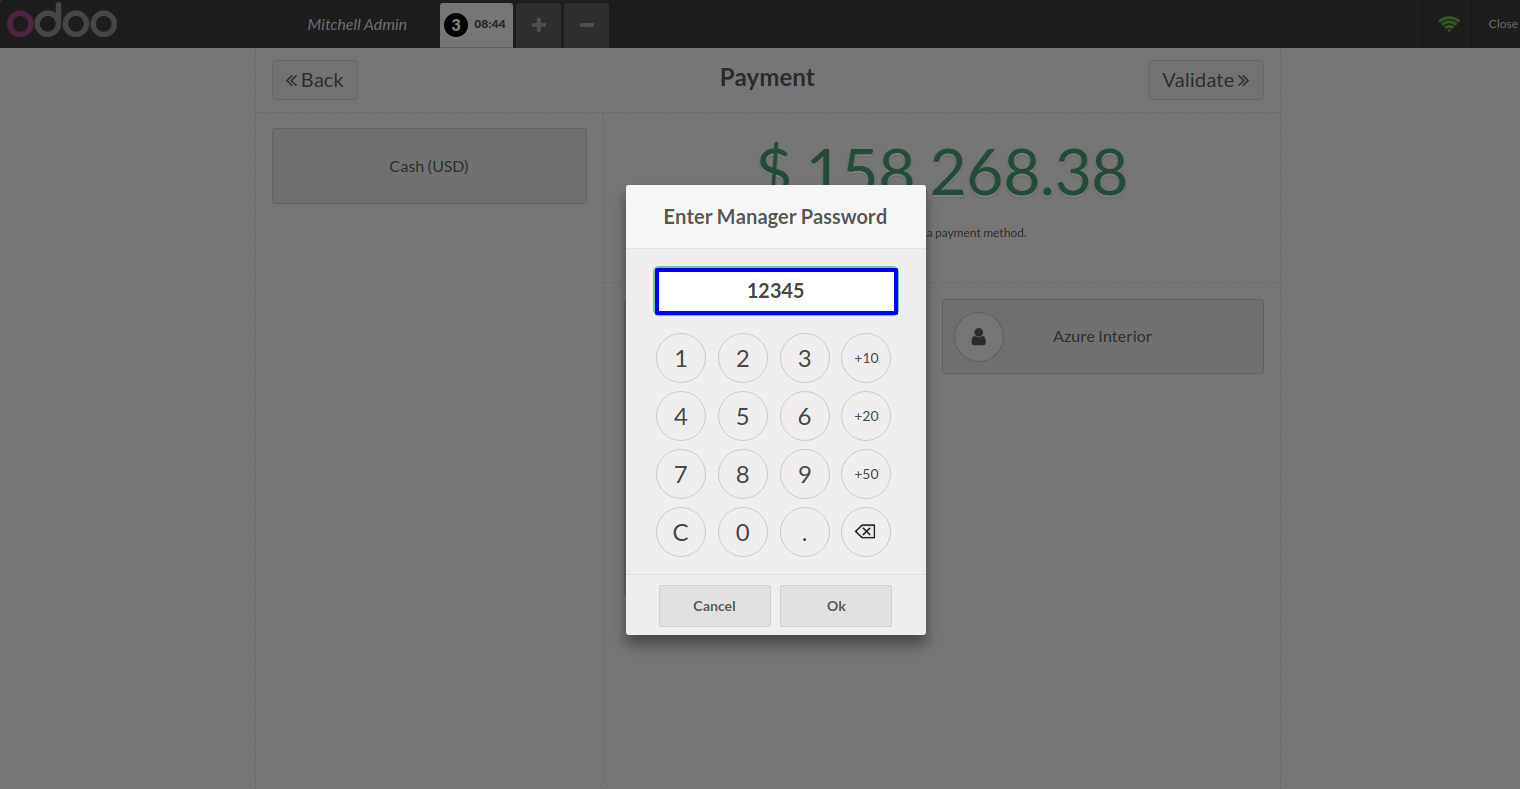 odoo
Mitchell Admin
3 08:44
+
−
Close
« Back
Payment
Validate »
Cash (USD)
$ 158 268.38
a payment method.
Azure Interior
Enter Manager Password
12345
1 2 3 +10
4 5 6 +20
7 8 9 +50
C 0 .
Cancel Ok